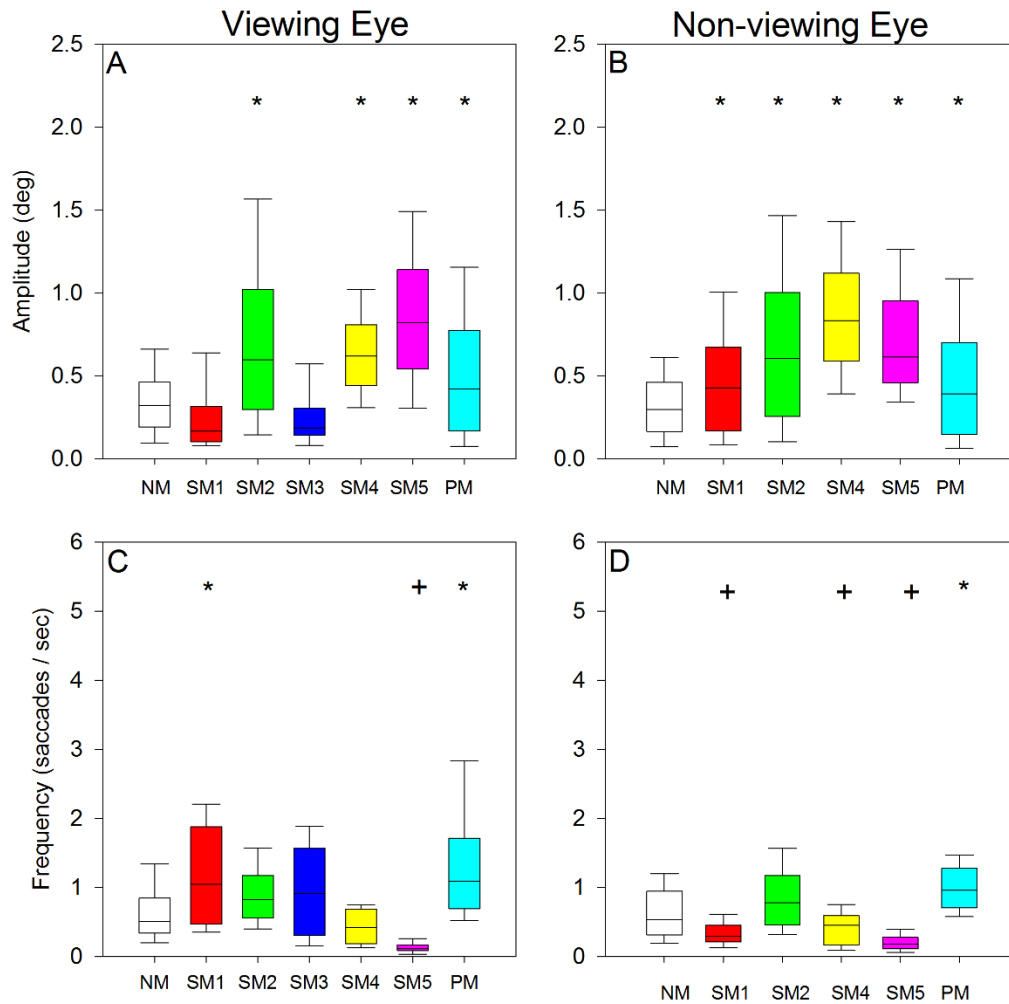 Viewing Eye
Non-viewing Eye
A
* * * *
2.5
2.0
1.5
1.0
0.5
0.0
Amplitude (deg)
NM SM1 SM2 SM3 SM4 SM5 PM
B
* * * * *
2.5
2.0
1.5
1.0
0.5
0.0
NM SM1 SM2 SM4 SM5 PM
C
* + *
6
5
4
3
2
1
0
Frequency (saccades / sec)
NM SM1 SM2 SM3 SM4 SM5 PM
D
+ + + *
6
5
4
3
2
1
0
NM SM1 SM2 SM4 SM5 PM